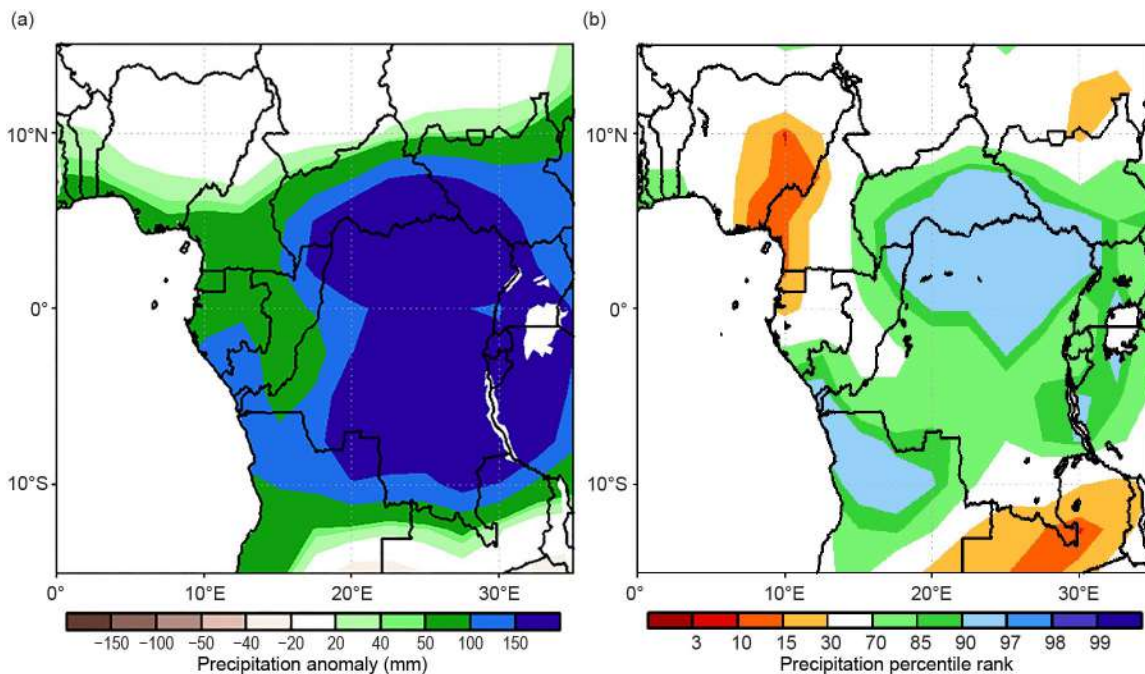 (a)
(b)
10°N
0°
10°S
0°
10°E
20°E
30°E
−150 −100 −50 −40 −20 20 40 50 100 150
Precipitation anomaly (mm)
10°N
0°
10°S
0°
10°E
20°E
30°E
3 10 15 30 70 85 90 97 98 99
Precipitation percentile rank